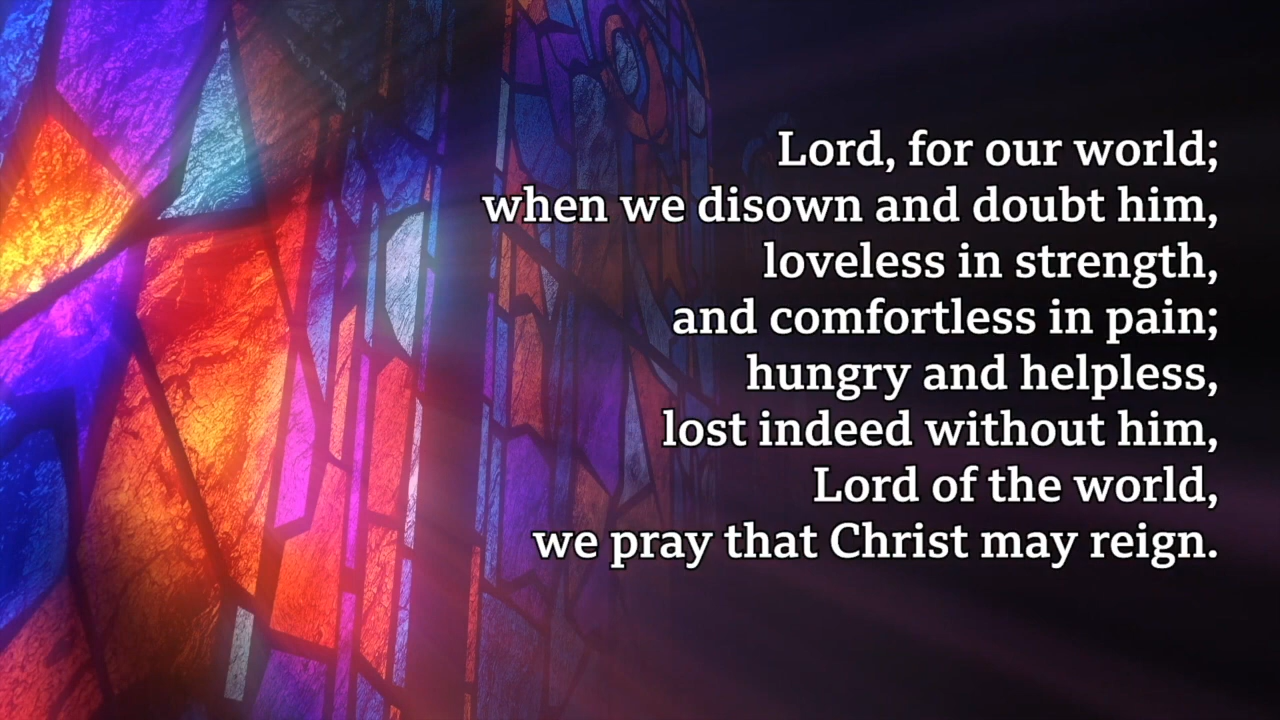 Lord, for our world;
when we disown and doubt him,
loveless in strength,
and comfortless in pain;
hungry and helpless,
lost indeed without him,
Lord of the world,
we pray that Christ may reign.